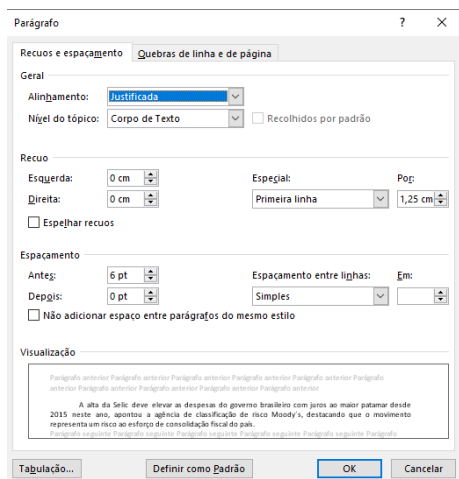 Parágrafo ? ×
Recuos e espaçamento Quebras de linha e de página
Geral
Alinhamento: Justificada
Nível do tópico: Corpo de Texto Recolhidos por padrão
Recuo
Esquerda: 0 cm Especial: Por:
Direita: 0 cm Primeira linha 1,25 cm
Espelhar recuos
Espaçamento
Antes: 6 pt Espaçamento entre linhas: Em:
Depois: 0 pt Simples
Não adicionar espaço entre parágrafos do mesmo estilo
Visualização
Parágrafo anterior Parágrafo anterior Parágrafo anterior Parágrafo anterior Parágrafo anterior Parágrafo
anterior Parágrafo anterior Parágrafo anterior Parágrafo anterior Parágrafo anterior
A alta da Selic deve elevar as despesas do governo brasileiro com juros ao maior patamar desde
2015 neste ano, apontou a agência de classificação de risco Moody's, destacando que o movimento
representa um risco ao esforço de consolidação fiscal do país.
Parágrafo seguinte Parágrafo seguinte Parágrafo seguinte Parágrafo seguinte Parágrafo seguinte Parágrafo
Tabulação... Definir como Padrão OK Cancelar